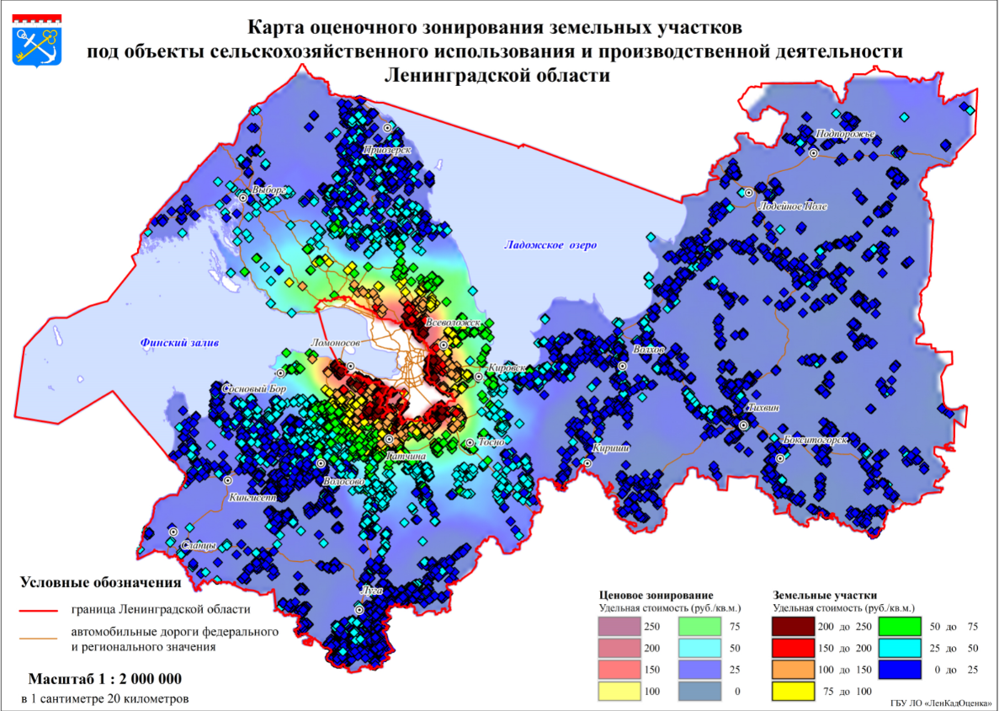 Карта оценочного зонирования земельных участков
под объекты сельскохозяйственного использования и производственной деятельности
Ленинградской области
Подпорожье
Приозерск
Выборг
Лодейное Поле
Ладожское озеро
Всеволожск
Ломоносов
Финский залив
Волхов
Кировск
Сосновый Бор
Тихвин
Бокситогорск
Тосно
Кириши
Гатчина
Волосово
Кингисепп
Сланцы
Луга
Условные обозначения
граница Ленинградской области
автомобильные дороги федерального
и регионального значения
Масштаб 1 : 2 000 000
в 1 сантиметре 20 километров
Ценовое зонирование
Удельная стоимость (руб./кв.м.)
250 75
200 50
150 25
100 0
Земельные участки
Удельная стоимость (руб./кв.м.)
200 до 250 50 до 75
150 до 200 25 до 50
100 до 150 0 до 25
75 до 100
ГБУ ЛО «ЛенКадОценка»